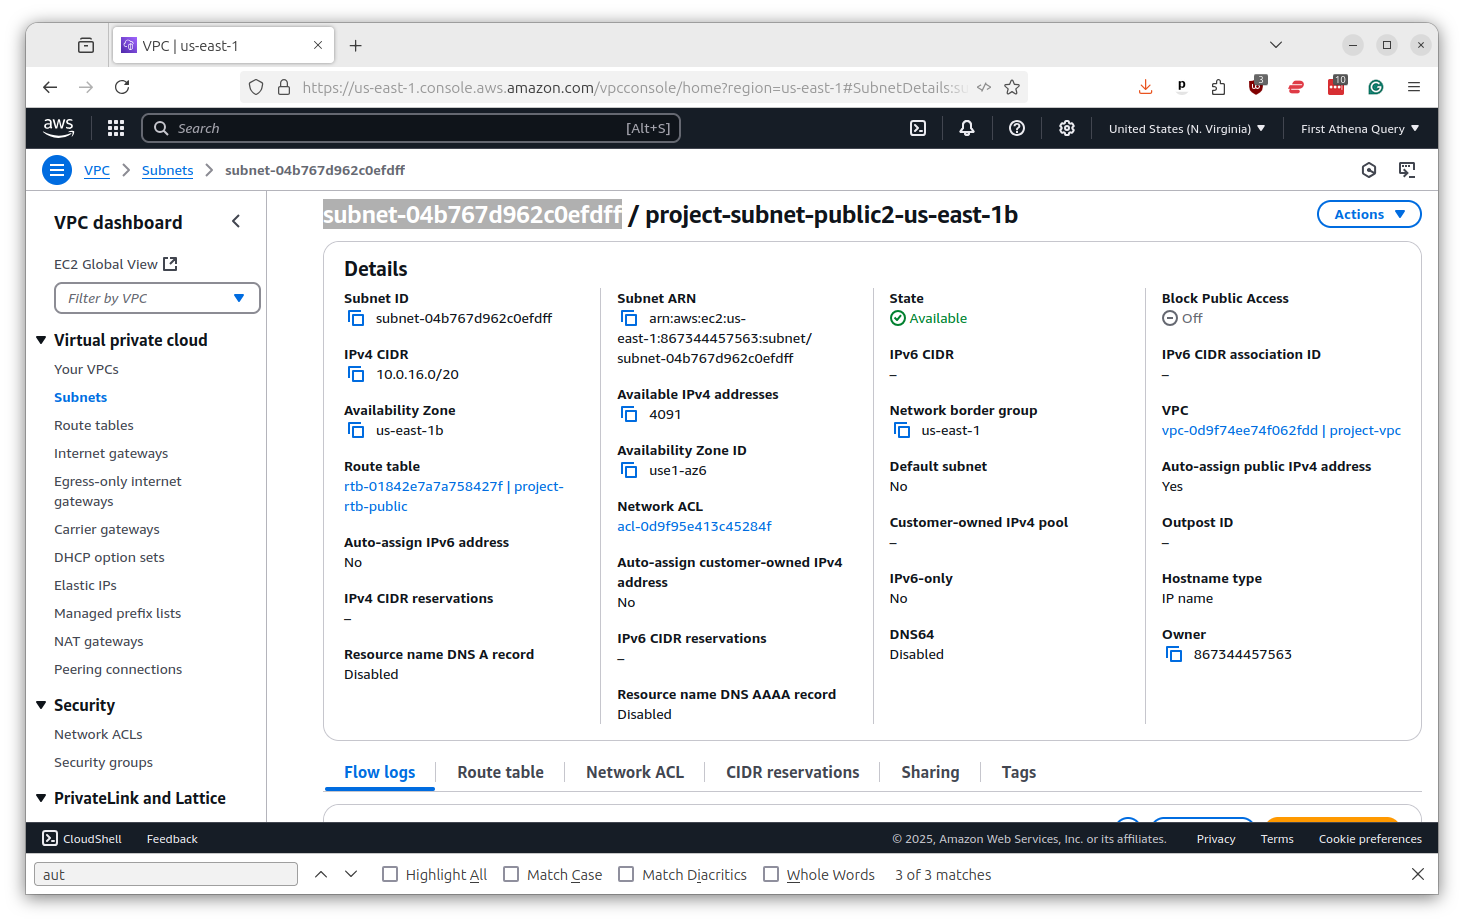 VPC | us-east-1
https://us-east-1.console.aws.amazon.com/vpcconsole/home?region=us-east-1#SubnetDetails:su
3
10
aws
Search
[Alt+S]
United States (N. Virginia)
First Athena Query
VPC
Subnets
subnet-04b767d962c0efdff
VPC dashboard
EC2 Global View
Filter by VPC
Virtual private cloud
Your VPCs
Subnets
Route tables
Internet gateways
Egress-only internet
gateways
Carrier gateways
DHCP option sets
Elastic IPs
Managed prefix lists
NAT gateways
Peering connections
Security
Network ACLs
Security groups
PrivateLink and Lattice
subnet-04b767d962c0efdff / project-subnet-public2-us-east-1b
Actions
Details
Subnet ID
subnet-04b767d962c0efdff
IPv4 CIDR
10.0.16.0/20
Availability Zone
us-east-1b
Route table
rtb-01842e7a7a758427f | project-
rtb-public
Auto-assign IPv6 address
No
IPv4 CIDR reservations
–
Resource name DNS A record
Disabled
Subnet ARN
arn:aws:ec2:us-
east-1:867344457563:subnet/
subnet-04b767d962c0efdff
Available IPv4 addresses
4091
Availability Zone ID
use1-az6
Network ACL
acl-0d9f95e413c45284f
Auto-assign customer-owned IPv4
address
No
IPv6 CIDR reservations
–
Resource name DNS AAAA record
Disabled
State
Available
IPv6 CIDR
–
Network border group
us-east-1
Default subnet
No
Customer-owned IPv4 pool
–
IPv6-only
No
DNS64
Disabled
Block Public Access
Off
IPv6 CIDR association ID
–
VPC
vpc-0d9f74ee74f062fdd | project-vpc
Auto-assign public IPv4 address
Yes
Outpost ID
–
Hostname type
IP name
Owner
867344457563
Flow logs
Route table
Network ACL
CIDR reservations
Sharing
Tags
CloudShell
Feedback
© 2025, Amazon Web Services, Inc. or its affiliates.
Privacy
Terms
Cookie preferences
aut
Highlight All
Match Case
Match Diacritics
Whole Words
3 of 3 matches